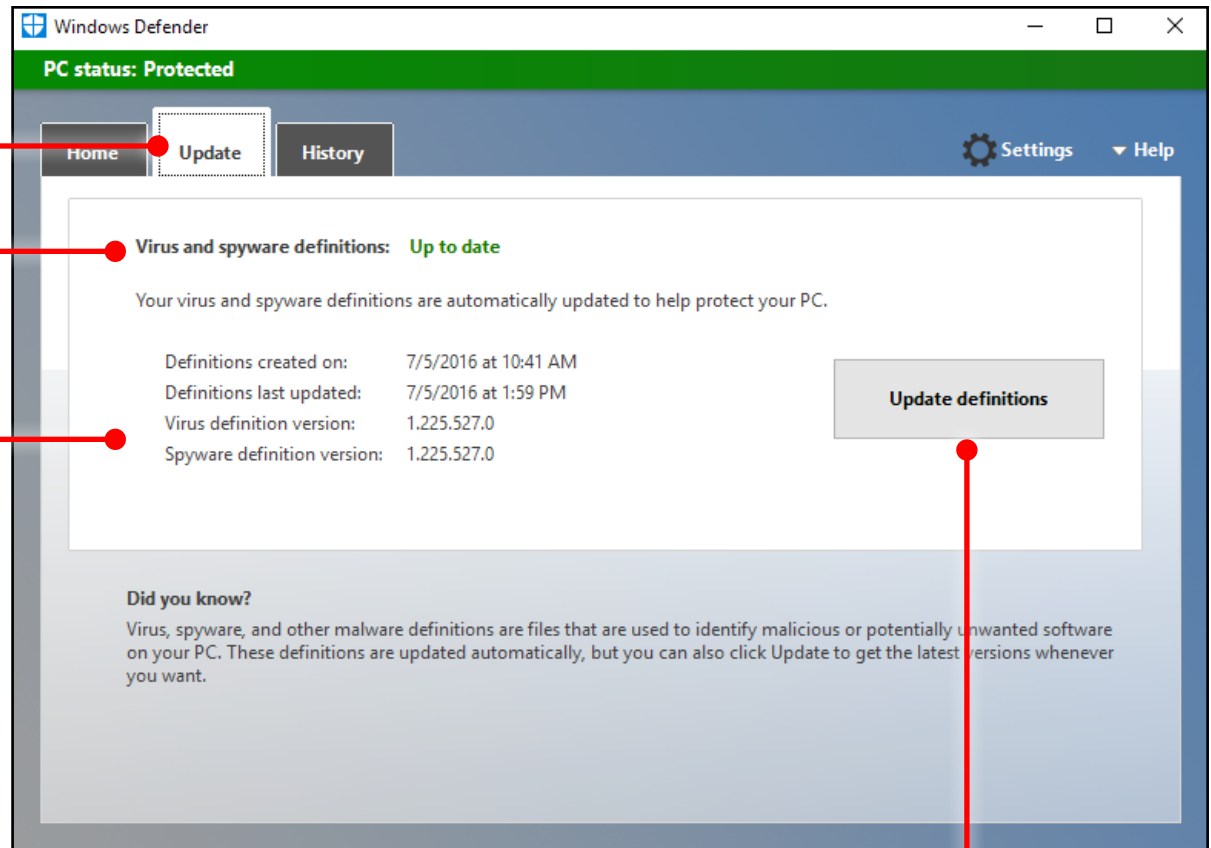 Windows Defender
PC status: Protected
Home
Update
History
Settings
Help
Virus and spyware definitions: Up to date
Your virus and spyware definitions are automatically updated to help protect your PC.
Definitions created on: 7/5/2016 at 10:41 AM
Definitions last updated: 7/5/2016 at 1:59 PM
Virus definition version: 1.225.527.0
Spyware definition version: 1.225.527.0
Update definitions
Did you know?
Virus, spyware, and other malware definitions are files that are used to identify malicious or potentially unwanted software
on your PC. These definitions are updated automatically, but you can also click Update to get the latest versions whenever
you want.